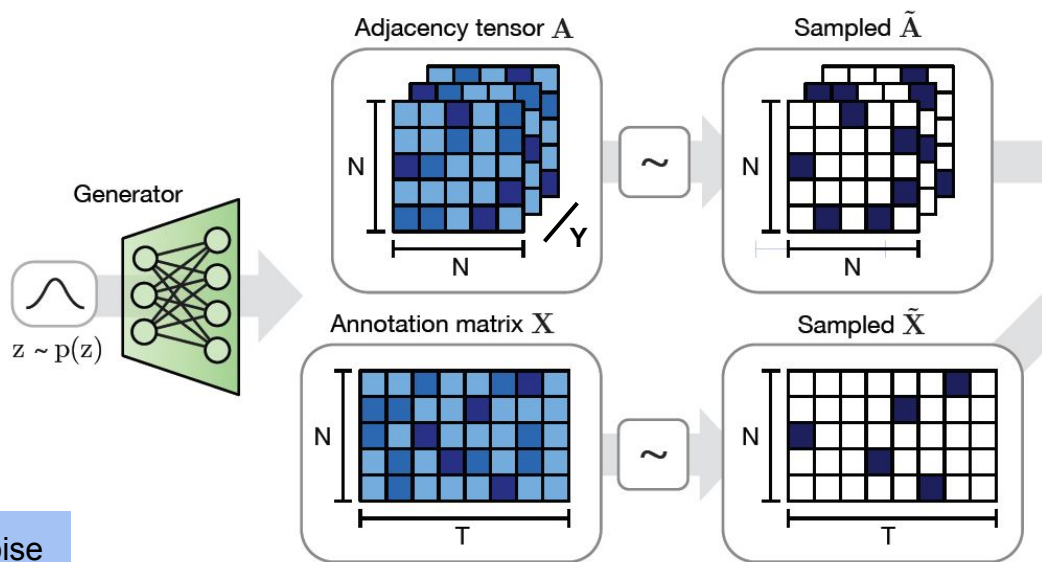 Adjacency tensor A
Sampled Ã
N
N
Y
~
N
N
Generator
z ~ p(z)
Annotation matrix X
Sampled X̃
N
T
~
N
T